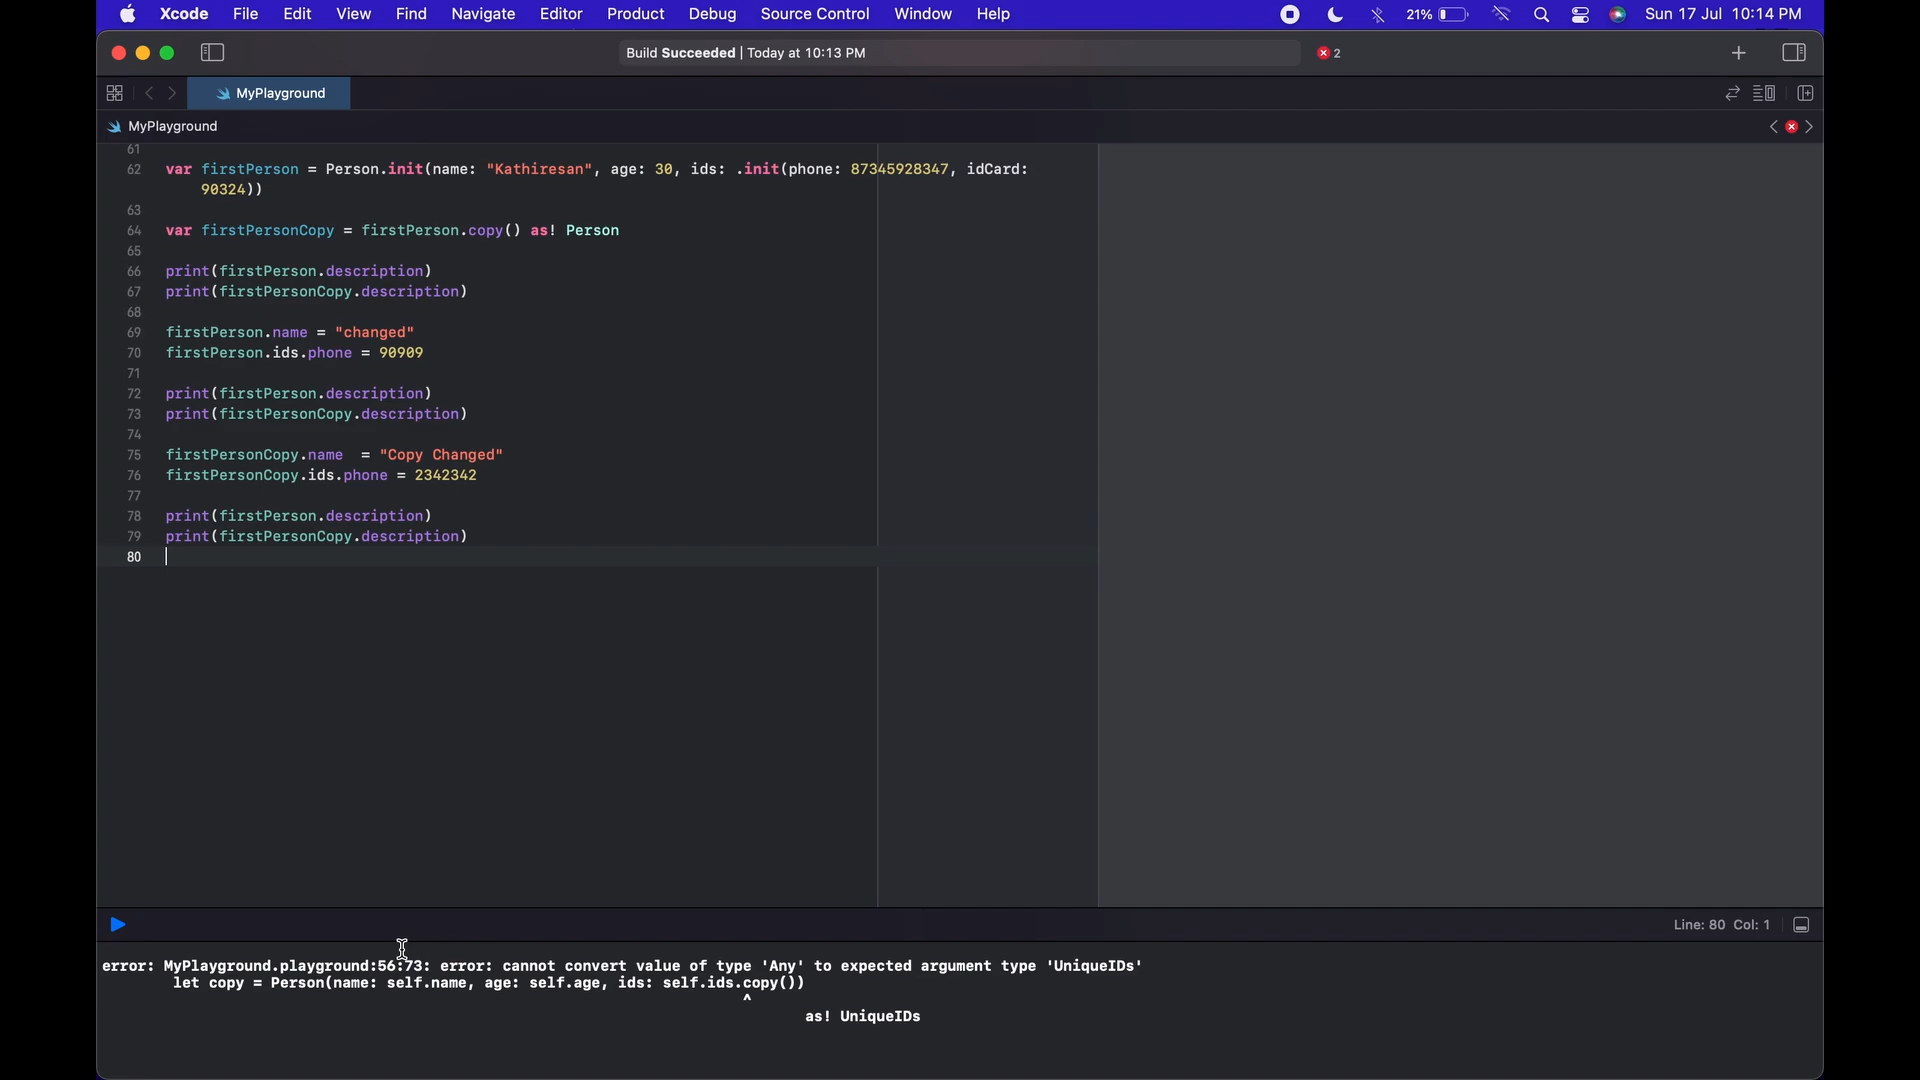 Xcode File Edit View Find Navigate Editor Product Debug Source Control Window Help 21% Sun 17 Jul 10:14 PM
Build Succeeded | Today at 10:13 PM 2
MyPlayground
MyPlayground
61
62 var firstPerson = Person.init(name: "Kathiresan", age: 30, ids: .init(phone: 87345928347, idCard:
90324))
63
64 var firstPersonCopy = firstPerson.copy() as! Person
65
66 print(firstPerson.description)
67 print(firstPersonCopy.description)
68
69 firstPerson.name = "changed"
70 firstPerson.ids.phone = 90909
71
72 print(firstPerson.description)
73 print(firstPersonCopy.description)
74
75 firstPersonCopy.name  = "Copy Changed"
76 firstPersonCopy.ids.phone = 2342342
77
78 print(firstPerson.description)
79 print(firstPersonCopy.description)
80
Line: 80 Col: 1
error: MyPlayground.playground:56:73: error: cannot convert value of type 'Any' to expected argument type 'UniqueIDs'
let copy = Person(name: self.name, age: self.age, ids: self.ids.copy())
^
as! UniqueIDs